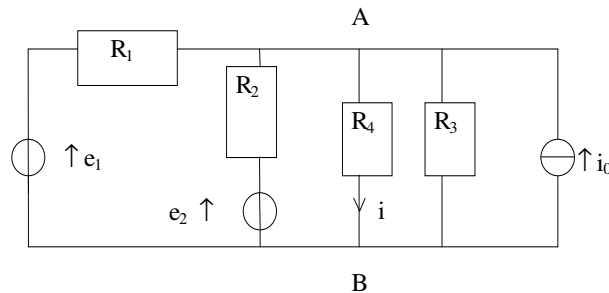 A
R₁
R₂
R₄
R₃
↑ e₁
↑ i₀
e₂ ↑
i
B